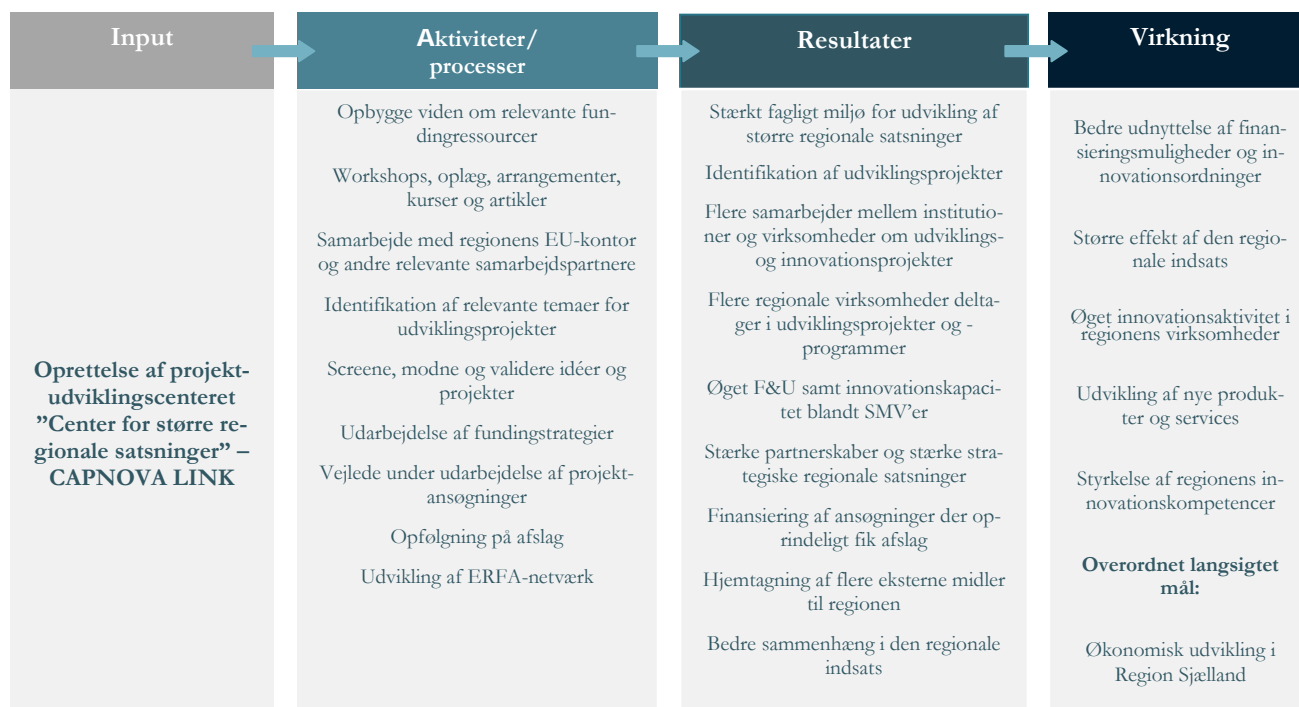 Input
Oprettelse af projekt-
udviklingscenteret
”Center for større re-
gionale satsninger” –
CAPNOVA LINK
Aktiviteter/
processer
Opbygge viden om relevante fun-
dingressourcer
Workshops, oplæg, arrangementer,
kurser og artikler
Samarbejde med regionens EU-kontor
og andre relevante samarbejdspartnere
Identifikation af relevante temaer for
udviklingsprojekter
Screene, modne og validere idéer og
projekter
Udarbejdelse af fundingstrategier
Vejlede under udarbejdelse af projekt-
ansøgninger
Opfølgning på afslag
Udvikling af ERFA-netværk
Resultater
Stærkt fagligt miljø for udvikling af
større regionale satsninger
Identifikation af udviklingsprojekter
Flere samarbejder mellem institutio-
ner og virksomheder om udviklings-
og innovationsprojekter
Flere regionale virksomheder delta-
ger i udviklingsprojekter og -
programmer
Øget F&U samt innovationskapaci-
tet blandt SMV’er
Stærke partnerskaber og stærke stra-
tegiske regionale satsninger
Finansiering af ansøgninger der op-
rindeligt fik afslag
Hjemtagning af flere eksterne midler
til regionen
Bedre sammenhæng i den regionale
indsats
Virkning
Bedre udnyttelse af finan-
sieringsmuligheder og in-
novationsordninger
Større effekt af den regio-
nale indsats
Øget innovationsaktivitet i
regionens virksomheder
Udvikling af nye produk-
ter og services
Styrkelse af regionens in-
novationskompetencer
Overordnet langsigtet
mål:
Økonomisk udvikling i
Region Sjælland